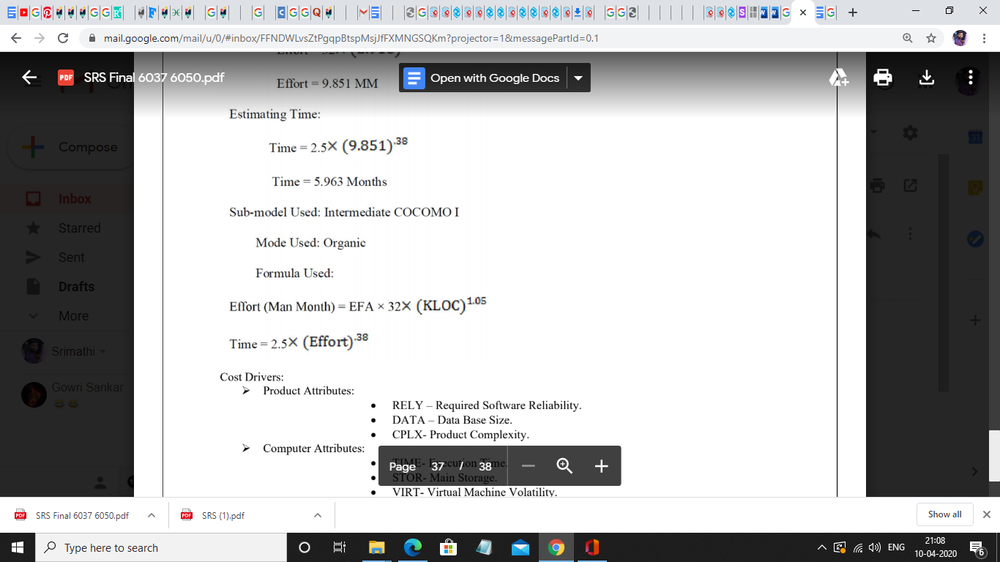 mail.google.com/mail/u/0/#inbox/FFNDWLvsZtPgqpBtspMsjJfFXMNGSQKm?projector=1&messagePartId=0.1
PDF SRS Final 6037 6050.pdf
Open with Google Docs
Effort = 9.851 MM
Estimating Time:
Time = 2.5× (9.851)^.38
Time = 5.963 Months
Sub-model Used: Intermediate COCOMO I
Mode Used: Organic
Formula Used:
Effort (Man Month) = EFA × 32× (KLOC)^1.05
Time = 2.5× (Effort)^.38
Cost Drivers:
➢ Product Attributes:
• RELY – Required Software Reliability.
• DATA – Data Base Size.
• CPLX- Product Complexity.
➢ Computer Attributes:
• TIME- Execution Time.
• STOR- Main Storage.
• VIRT- Virtual Machine Volatility.
Page 37 / 38
Compose
Inbox
Starred
Sent
Drafts
More
Srimathi
Gowri Sankar
31
PDF SRS Final 6037 6050.pdf
PDF SRS (1).pdf
Show all
Type here to search
ENG
21:08
10-04-2020
6